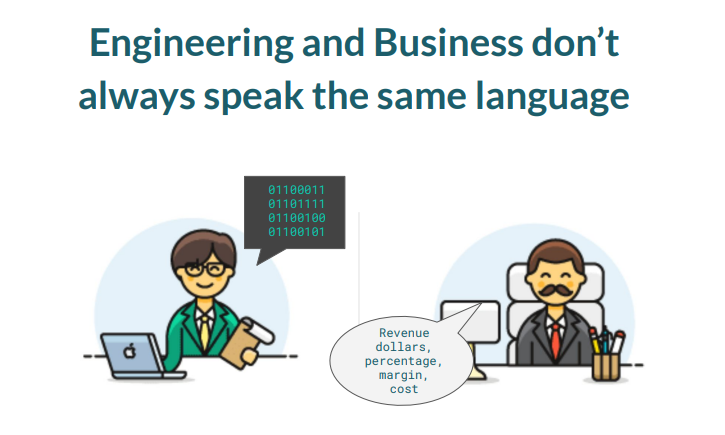 Engineering and Business don’t
always speak the same language
01100011
01101111
01100100
01100101
Revenue
dollars,
percentage,
margin,
cost